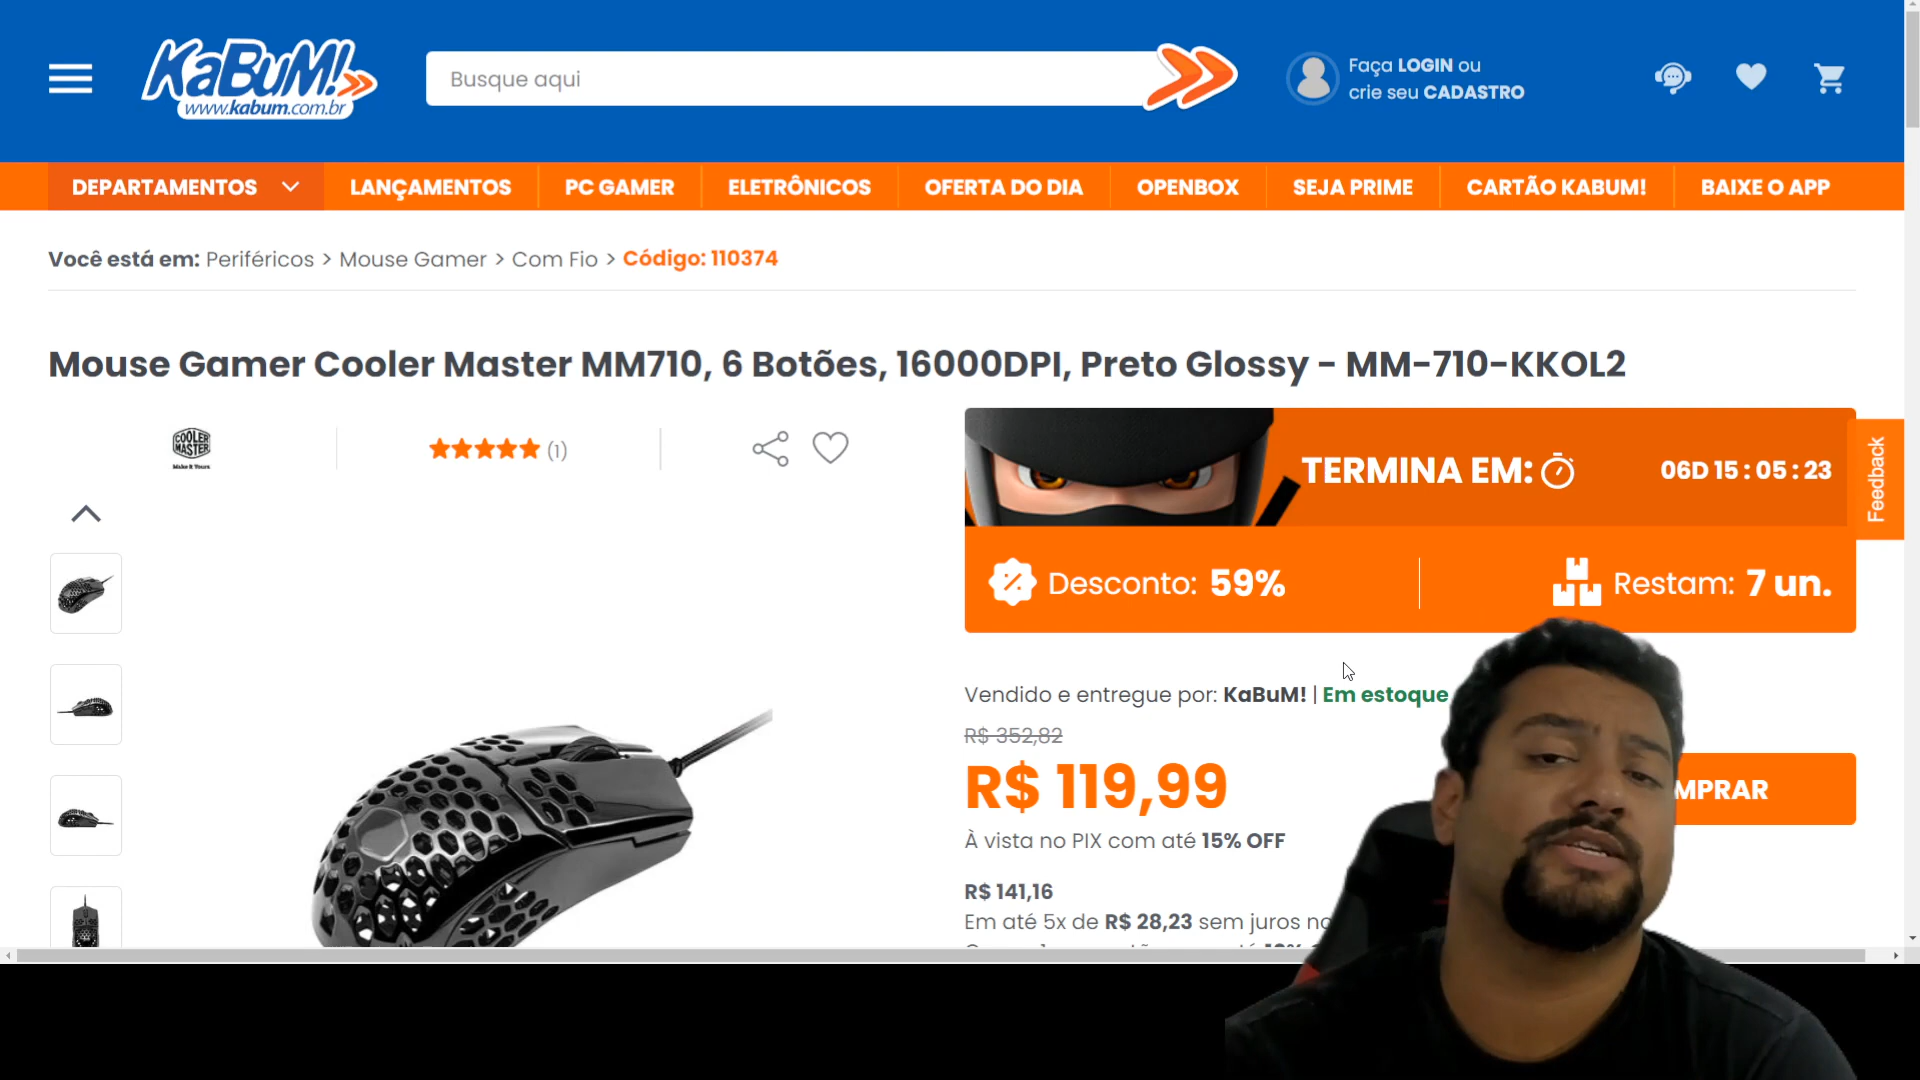 KaBuM!
www.kabum.com.br
Busque aqui
Faça LOGIN ou
crie seu CADASTRO
DEPARTAMENTOS LANÇAMENTOS PC GAMER ELETRÔNICOS OFERTA DO DIA OPENBOX SEJA PRIME CARTÃO KABUM! BAIXE O APP
Você está em: Periféricos > Mouse Gamer > Com Fio > Código: 110374
Mouse Gamer Cooler Master MM710, 6 Botões, 16000DPI, Preto Glossy - MM-710-KKOL2
COOLER
MASTER
Make It Yours
(1)
TERMINA EM: 06D 15 : 05 : 23
Feedback
Desconto: 59% Restam: 7 un.
Vendido e entregue por: KaBuM! | Em estoque
R$ 352,82
R$ 119,99
MPRAR
À vista no PIX com até 15% OFF
R$ 141,16
Em até 5x de R$ 28,23 sem juros no